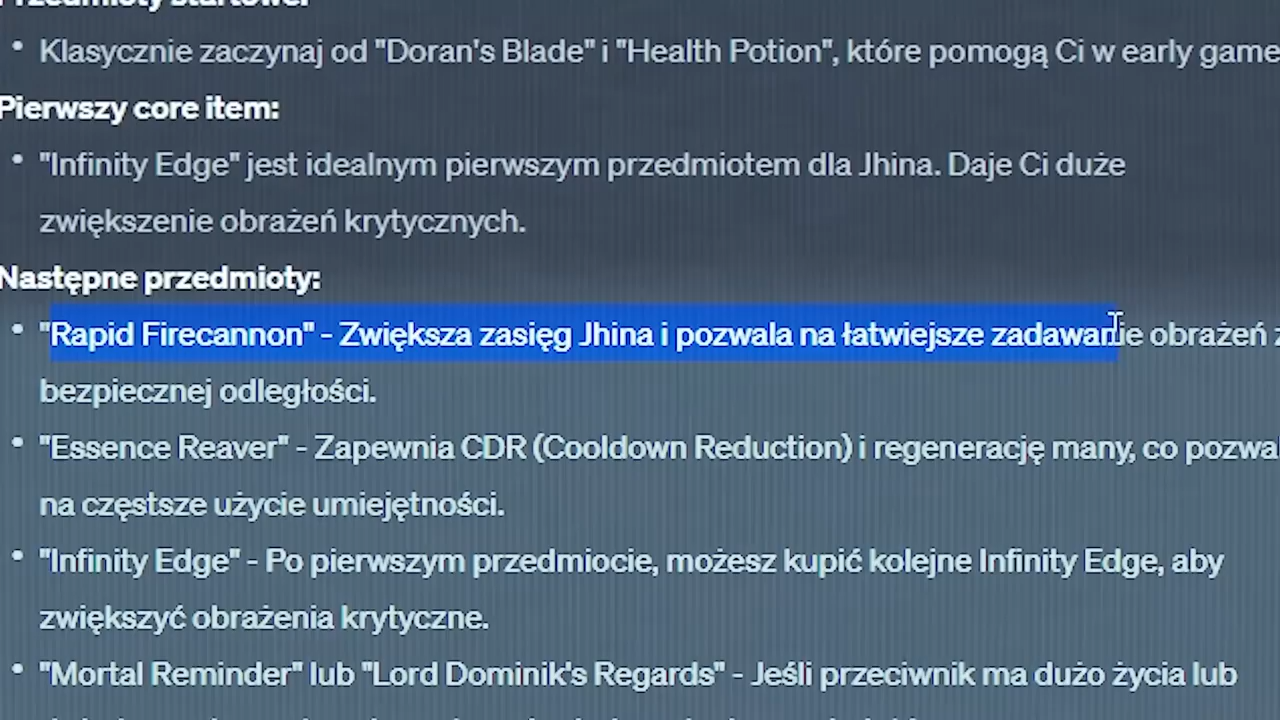 Przedmioty startowe:
• Klasycznie zaczynaj od "Doran's Blade" i "Health Potion", które pomogą Ci w early game
Pierwszy core item:
• "Infinity Edge" jest idealnym pierwszym przedmiotem dla Jhina. Daje Ci duże
zwiększenie obrażeń krytycznych.
Następne przedmioty:
• "Rapid Firecannon" - Zwiększa zasięg Jhina i pozwala na łatwiejsze zadawanie obrażeń z
bezpiecznej odległości.
• "Essence Reaver" - Zapewnia CDR (Cooldown Reduction) i regenerację many, co pozwa
na częstsze użycie umiejętności.
• "Infinity Edge" - Po pierwszym przedmiocie, możesz kupić kolejne Infinity Edge, aby
zwiększyć obrażenia krytyczne.
• "Mortal Reminder" lub "Lord Dominik's Regards" - Jeśli przeciwnik ma dużo życia lub